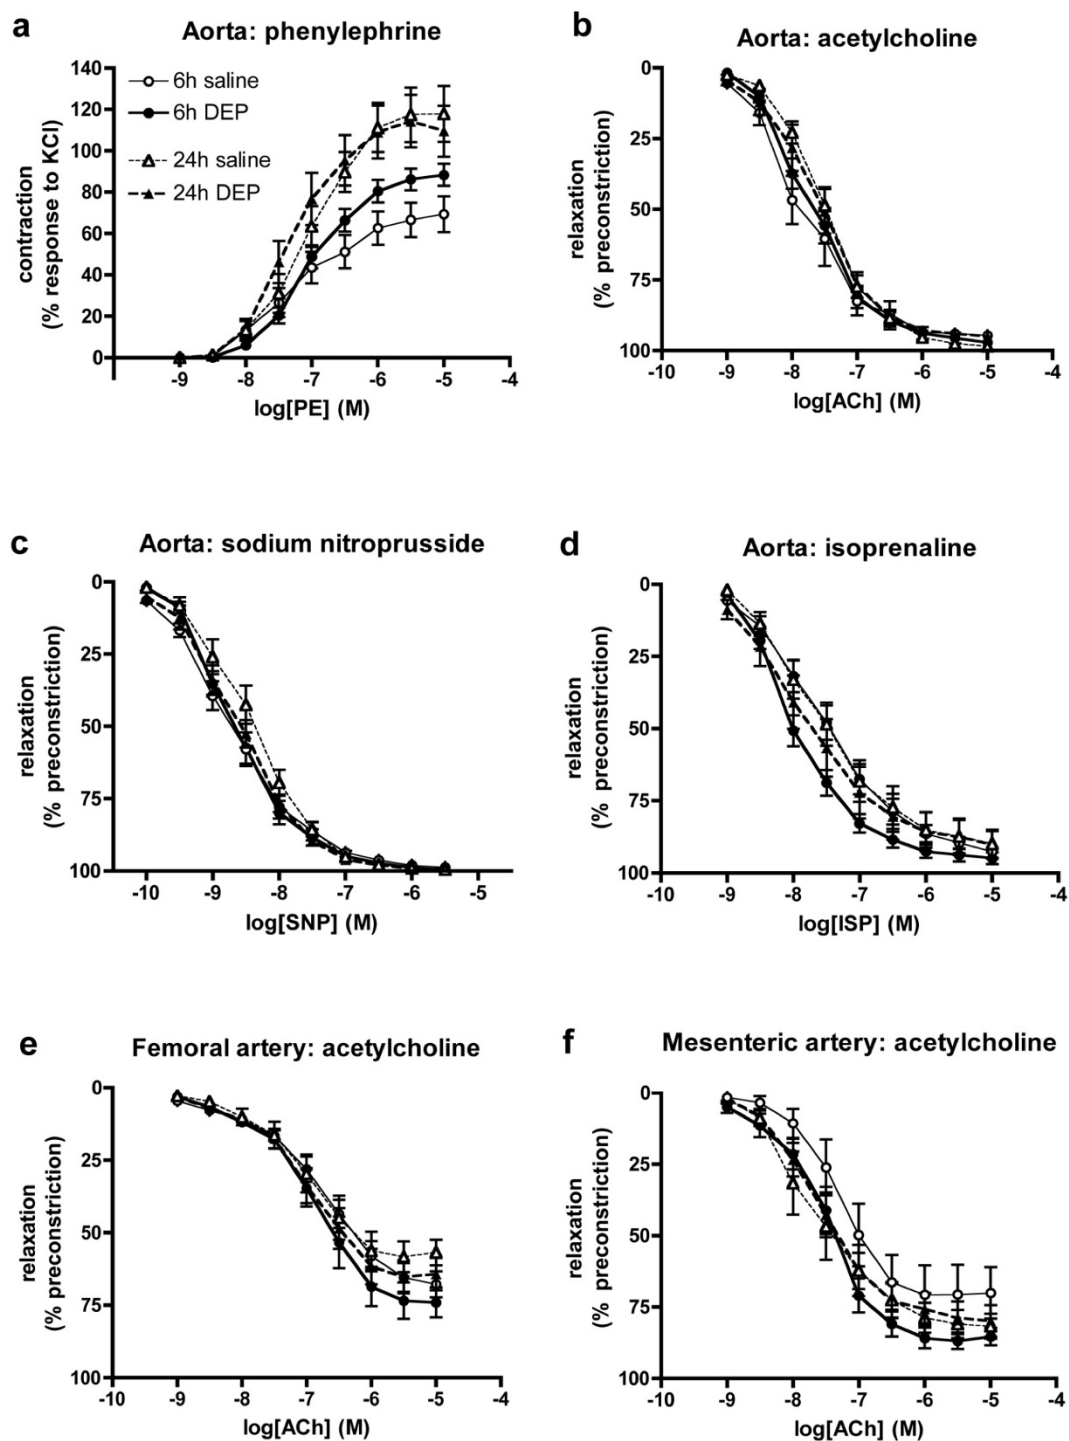 a
Aorta: phenylephrine
140
120
100
80
60
40
20
0
contraction
(% response to KCl)
6h saline
6h DEP
24h saline
24h DEP
-9
-8
-7
-6
-5
-4
log[PE] (M)
b
Aorta: acetylcholine
0
25
50
75
100
relaxation
(% preconstriction)
-10
-9
-8
-7
-6
-5
-4
log[ACh] (M)
c
Aorta: sodium nitroprusside
0
25
50
75
100
relaxation
(% preconstriction)
-10
-9
-8
-7
-6
-5
log[SNP] (M)
d
Aorta: isoprenaline
0
25
50
75
100
relaxation
(% preconstriction)
-10
-9
-8
-7
-6
-5
-4
log[ISP] (M)
e
Femoral artery: acetylcholine
0
25
50
75
100
relaxation
(% preconstriction)
-10
-9
-8
-7
-6
-5
-4
log[ACh] (M)
f
Mesenteric artery: acetylcholine
0
25
50
75
100
relaxation
(% preconstriction)
-10
-9
-8
-7
-6
-5
-4
log[ACh] (M)